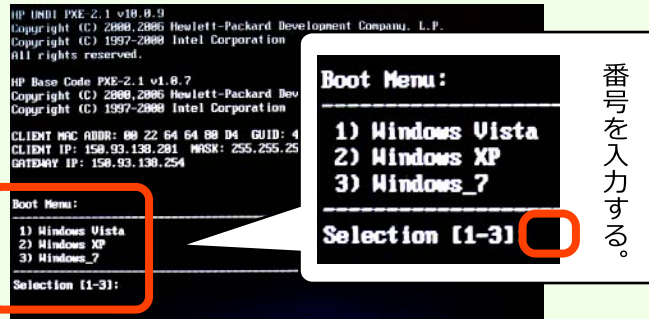 HP UNDI PXE-2.1 v10.0.9
Copyright (C) 2000,2006 Hewlett-Packard Development Company, L.P.
Copyright (C) 1997-2000 Intel Corporation
All rights reserved.
HP Base Code PXE-2.1 v1.0.7
Copyright (C) 2000,2006 Hewlett-Packard Dev
Copyright (C) 1997-2000 Intel Corporation
CLIENT MAC ADDR: 00 22 64 64 80 D4 GUID: 4
CLIENT IP: 150.93.130.201 MASK: 255.255.25
GATEWAY IP: 150.93.130.254
Boot Menu:
1) Windows Vista
2) Windows XP
3) Windows_7
Selection [1-3]:
Boot Menu:
1) Windows Vista
2) Windows XP
3) Windows_7
Selection [1-3]
番号を入力する。